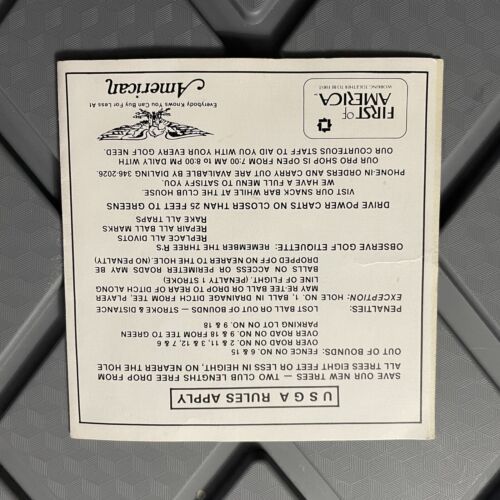 U S G A RULES APPLY
SAVE OUR NEW TREES — TWO CLUB LENGTHS FREE DROP FROM
ALL TREES EIGHT FEET OR LESS IN HEIGHT, NO NEARER THE HOLE
OUT OF BOUNDS: FENCE ON 9, 06 & 15
OVER ROAD ON 2, 11, 3 & 12, 7 & 6
OVER ROAD ON 9 & 18 FROM TEE TO GREEN
PARKING LOT ON 9 & 18
PENALTIES: LOST BALL OR OUT OF BOUNDS - STROKE & DISTANCE
EXCEPTION: HOLE NO. 1, BALL IN DRAINAGE DITCH FROM TEE, PLAYER
MAY RE-TEE BALL OR DROP TO REAR OF DITCH ALONG
LINE OF FLIGHT. (PENALTY 1 STROKE)
BALLS ON ACCESS OR PERIMETER ROADS MAY BE
DROPPED OFF NO NEARER TO THE HOLE. (NO PENALTY)
OBSERVE GOLF ETIQUETTE: REMEMBER THE THREE R'S
REPLACE ALL DIVOTS
REPAIR ALL BALL MARKS
RAKE ALL TRAPS
DRIVE POWER CARTS NO CLOSER THAN 25 FEET TO GREENS
VISIT OUR SNACK BAR WHILE AT THE CLUB HOUSE.
WE HAVE A FULL MENU TO SATISFY YOU.
PHONE-IN ORDERS AND CARRY OUT ARE AVAILABLE BY DIALING 346-2026.
OUR PRO SHOP IS OPEN FROM 7:00 AM to 8:00 PM DAILY WITH
OUR COURTEOUS STAFF TO AID YOU WITH YOUR EVERY GOLF NEED.
FIRST OF
AMERICA
WORKING TOGETHER TO BE FIRST
Everybody Knows You Can Buy For Less At
American